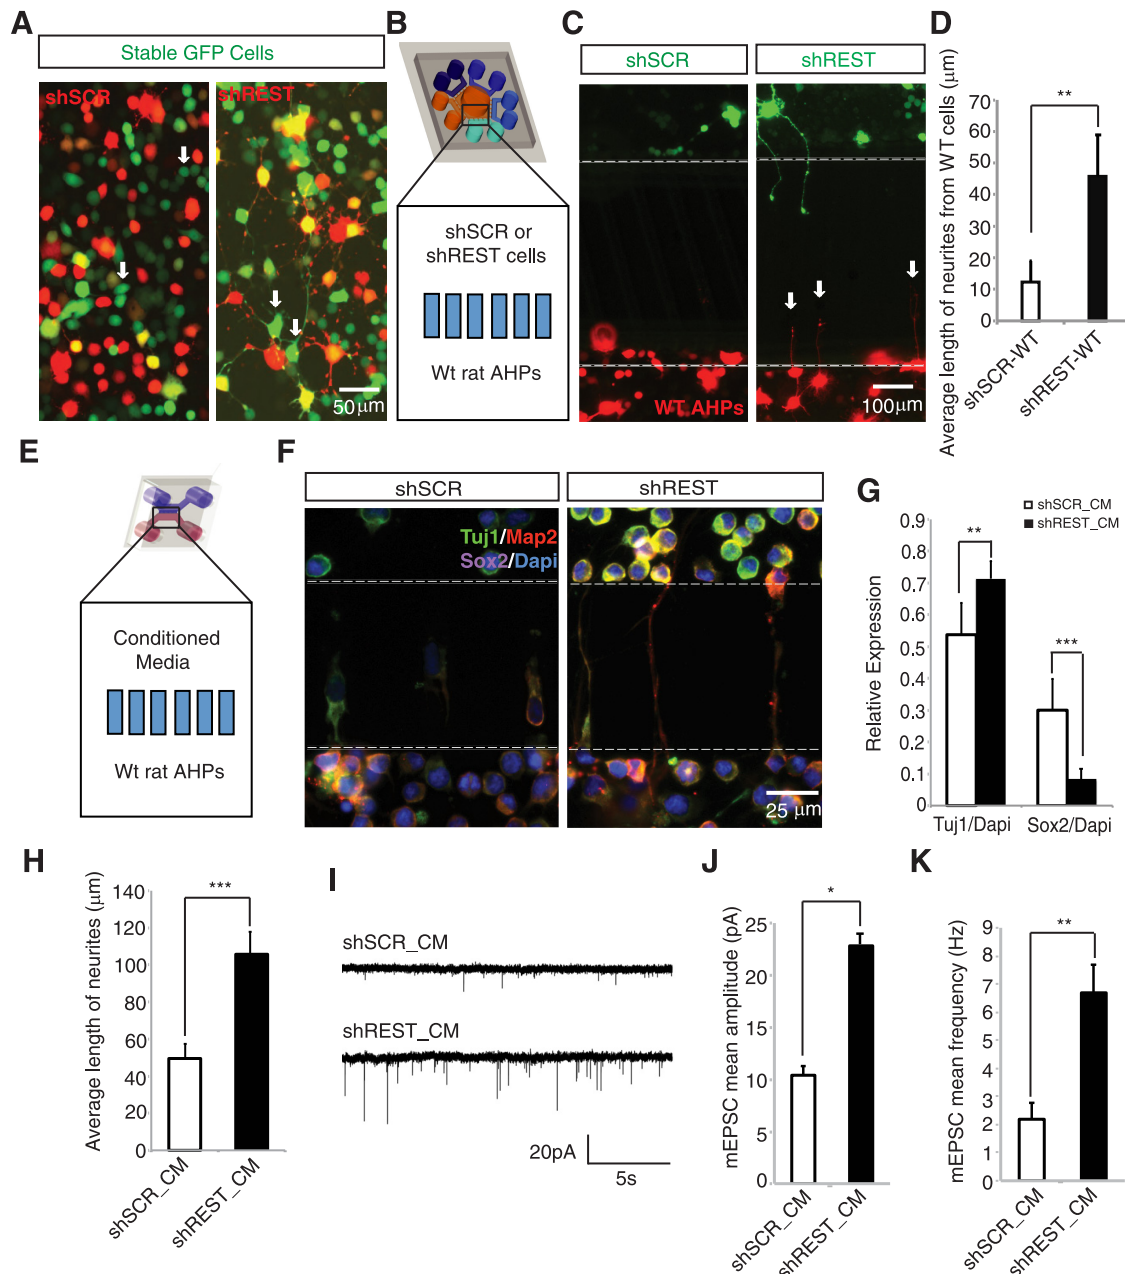 A
Stable GFP Cells
shSCR
shREST
50 μm
B
shSCR or
shREST cells
Wt rat AHPs
C
shSCR
shREST
WT AHPs
100μm
D
Average length of neurites from WT cells (μm)
**
70
60
50
40
30
20
10
0
shSCR-WT
shREST-WT
E
Conditioned
Media
Wt rat AHPs
F
shSCR
shREST
Tuj1/Map2
Sox2/Dapi
25 μm
G
shSCR_CM
shREST_CM
Relative Expression
0.9
0.8
0.7
0.6
0.5
0.4
0.3
0.2
0.1
0
**
***
Tuj1/Dapi
Sox2/Dapi
H
Average length of neurites (μm)
***
140
120
100
80
60
40
20
0
shSCR_CM
shREST_CM
I
shSCR_CM
shREST_CM
20pA
5s
J
mEPSC mean amplitude (pA)
*
25
20
15
10
5
0
shSCR_CM
shREST_CM
K
mEPSC mean frequency (Hz)
**
9
8
7
6
5
4
3
2
1
0
shSCR_CM
shREST_CM